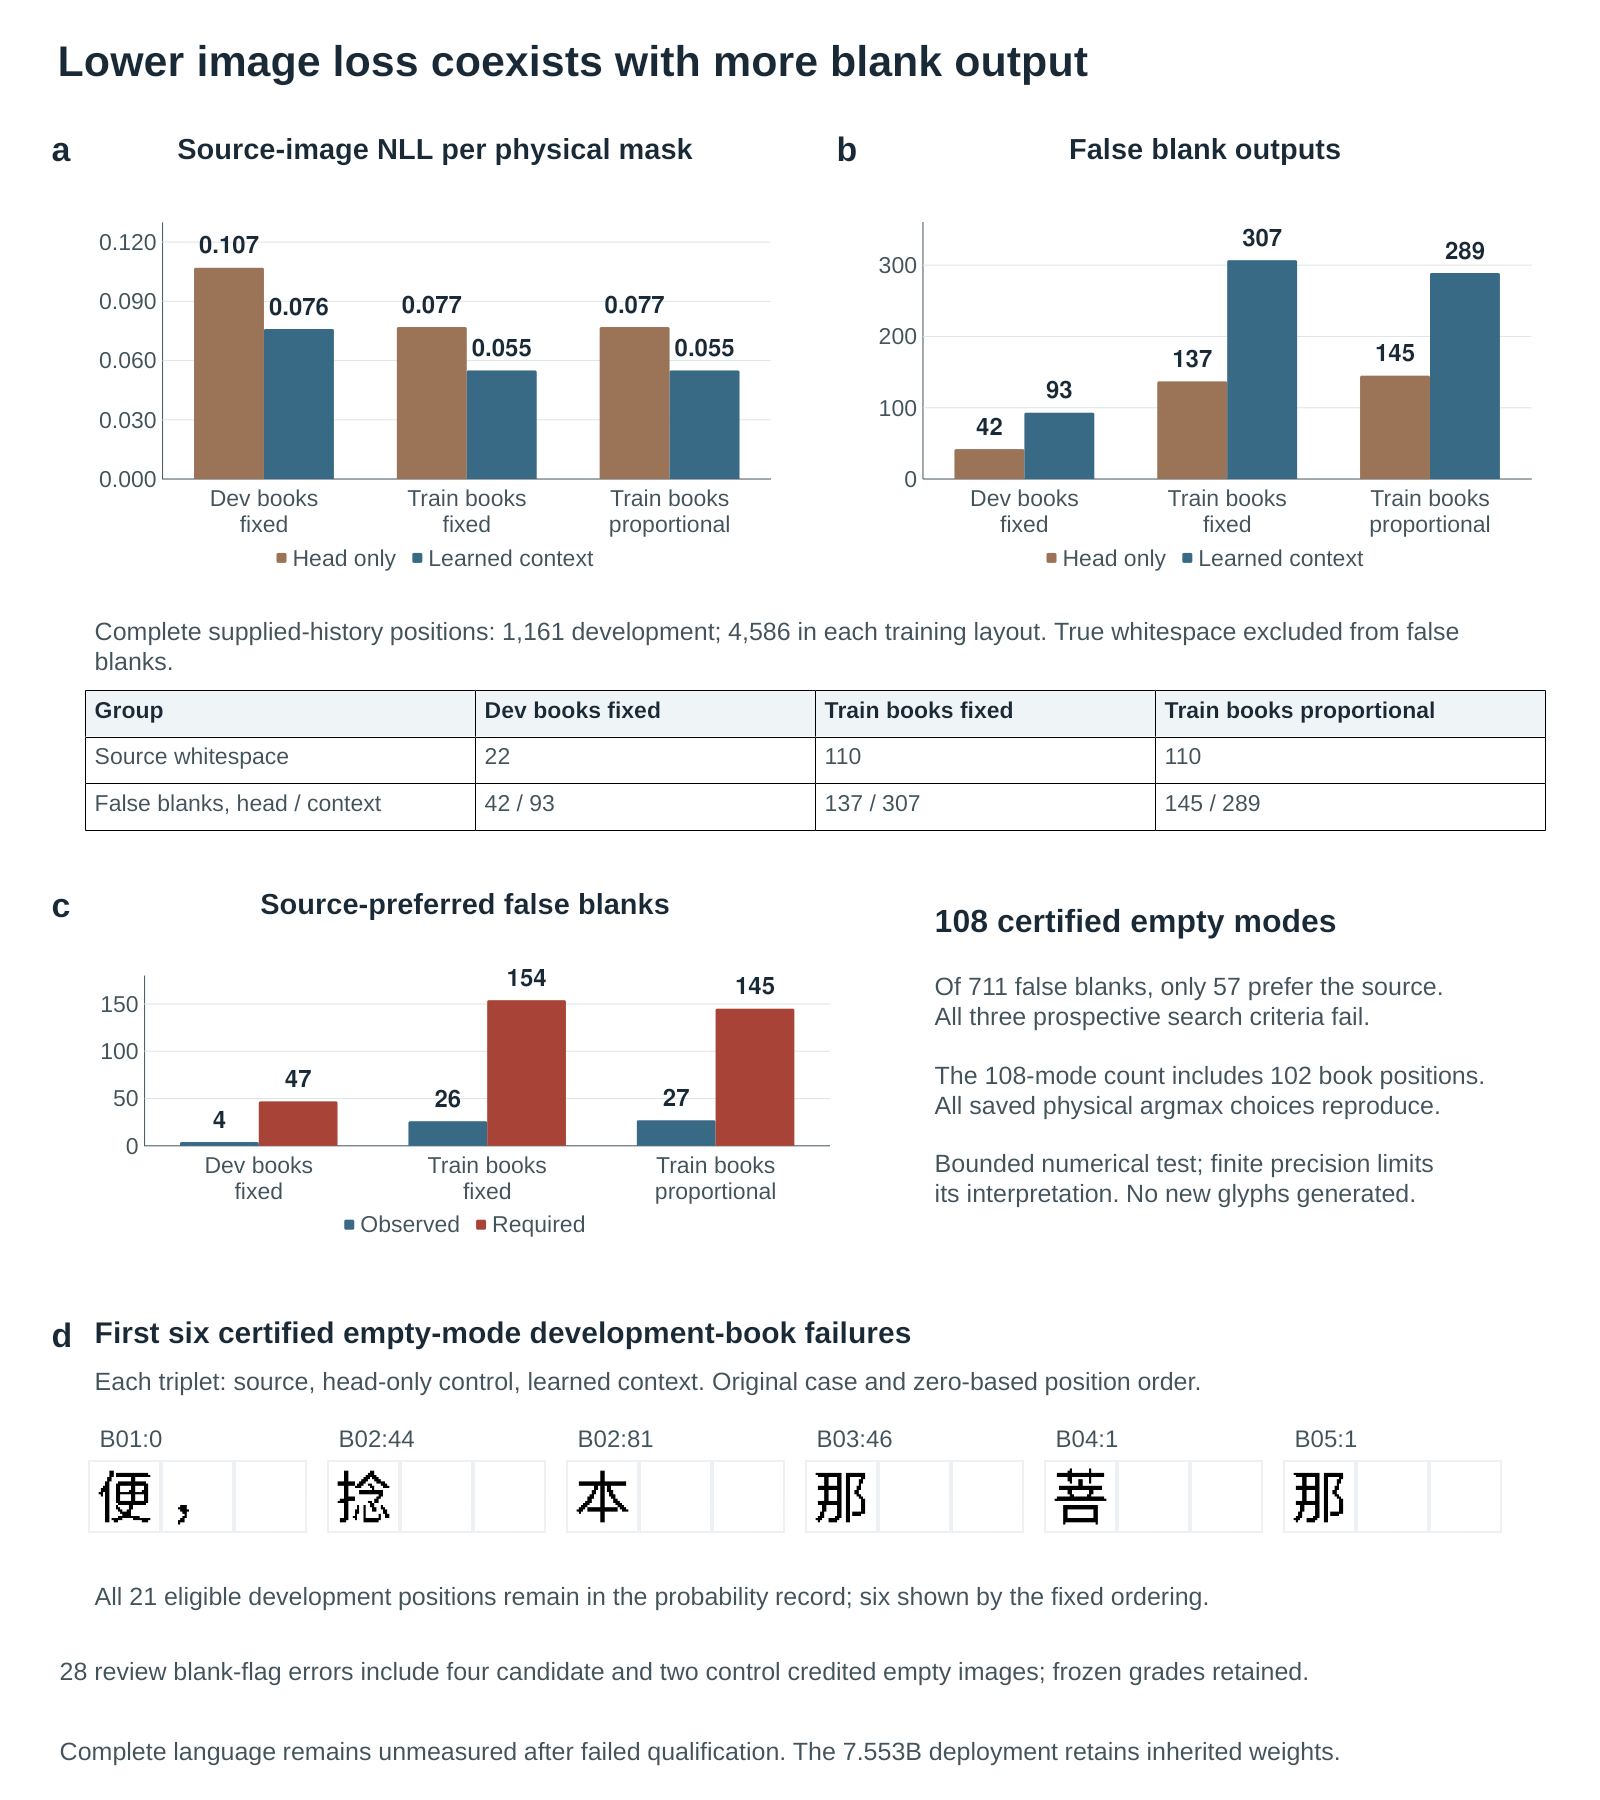 Lower image loss coexists with more blank output
a
Source-image NLL per physical mask
0.120
0.090
0.060
0.030
0.000
0.107
0.076
0.077
0.055
0.077
0.055
Dev books
fixed
Train books
fixed
Train books
proportional
Head only
Learned context
b
False blank outputs
300
200
100
0
42
93
137
307
145
289
Dev books
fixed
Train books
fixed
Train books
proportional
Head only
Learned context
Complete supplied-history positions: 1,161 development; 4,586 in each training layout. True whitespace excluded from false
blanks.
Group Dev books fixed Train books fixed Train books proportional
Source whitespace 22 110 110
False blanks, head / context 42 / 93 137 / 307 145 / 289
c
Source-preferred false blanks
150
100
50
0
4
47
26
154
27
145
Dev books
fixed
Train books
fixed
Train books
proportional
Observed
Required
108 certified empty modes
Of 711 false blanks, only 57 prefer the source.
All three prospective search criteria fail.
The 108-mode count includes 102 book positions.
All saved physical argmax choices reproduce.
Bounded numerical test; finite precision limits
its interpretation. No new glyphs generated.
d First six certified empty-mode development-book failures
Each triplet: source, head-only control, learned context. Original case and zero-based position order.
B01:0 B02:44 B02:81 B03:46 B04:1 B05:1
便 , 捻 本 那 菩 那
All 21 eligible development positions remain in the probability record; six shown by the fixed ordering.
28 review blank-flag errors include four candidate and two control credited empty images; frozen grades retained.
Complete language remains unmeasured after failed qualification. The 7.553B deployment retains inherited weights.